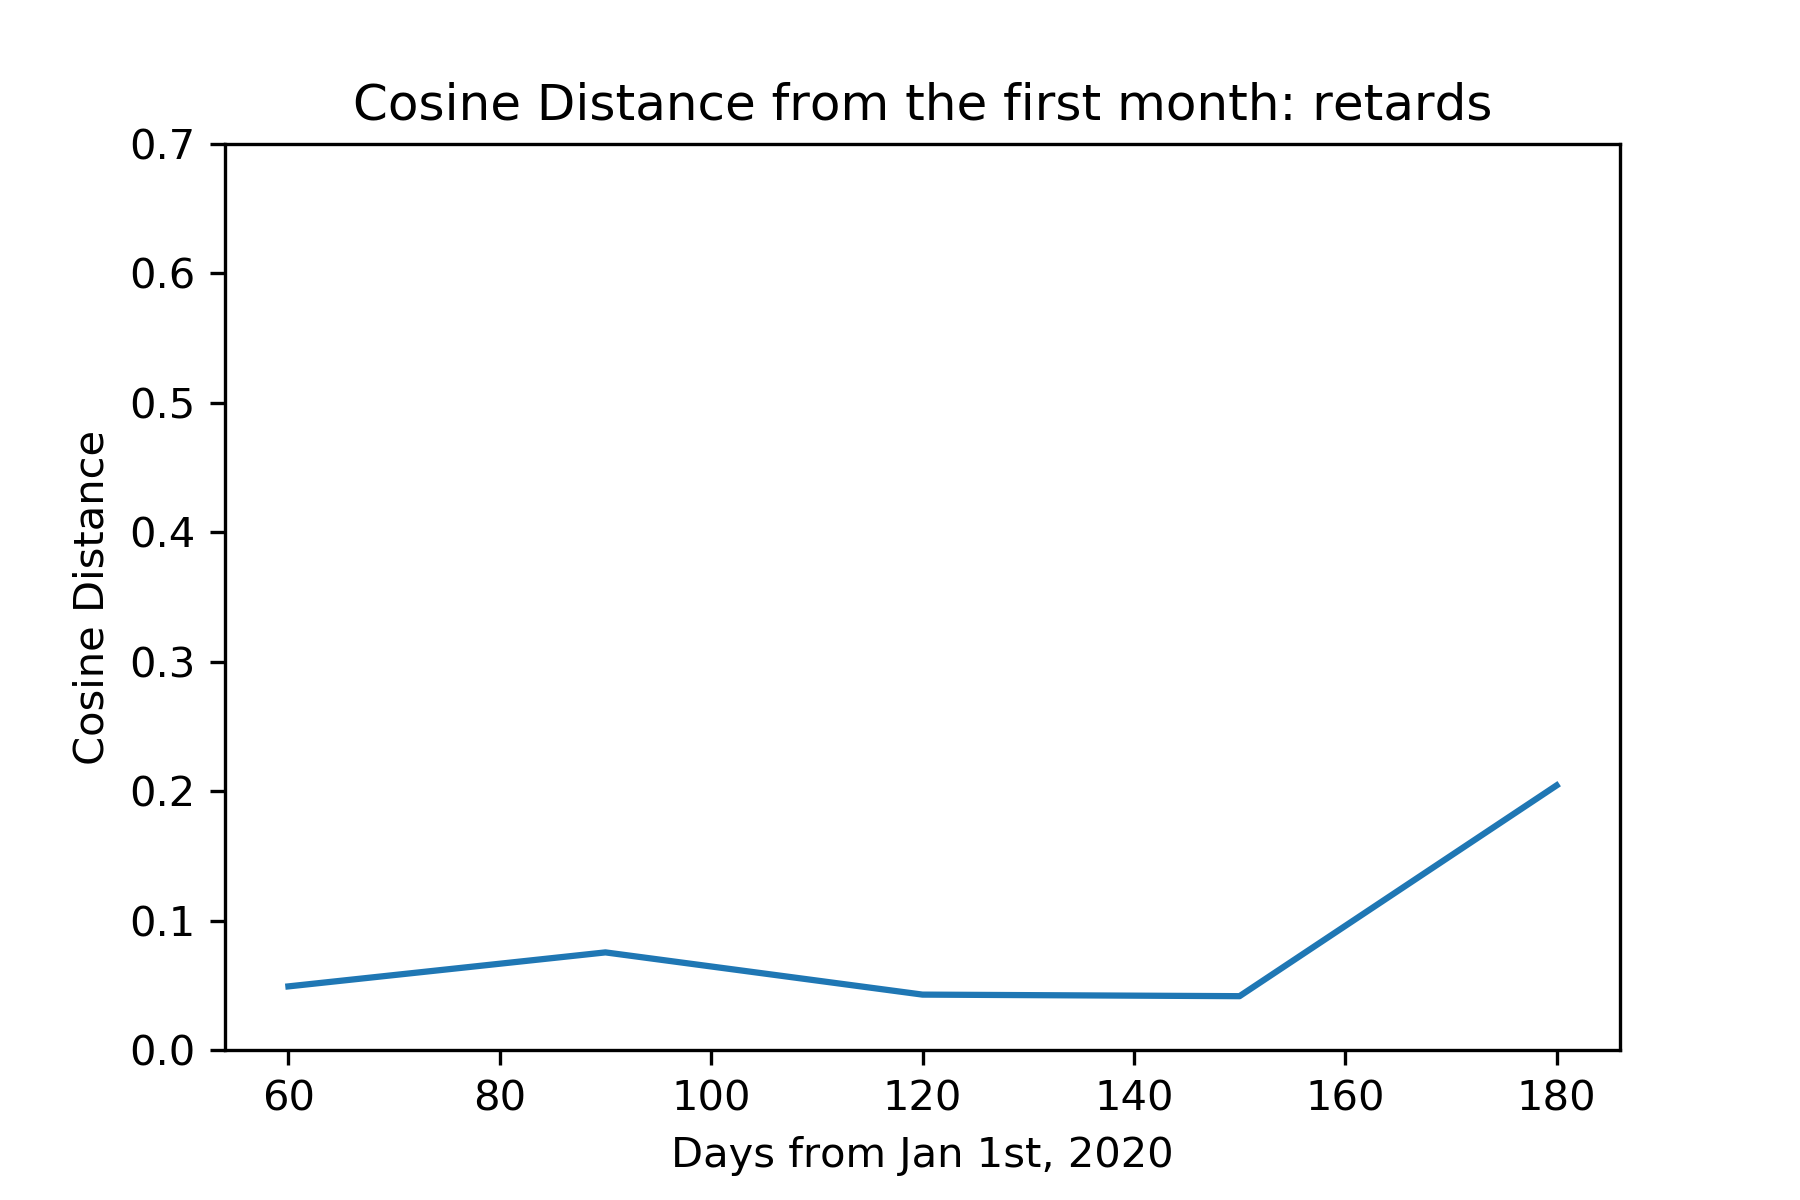 Cosine Distance from the first month: retards
0.7
0.6
0.5
0.4
0.3
0.2
0.1
0.0
Cosine Distance
60 80 100 120 140 160 180
Days from Jan 1st, 2020